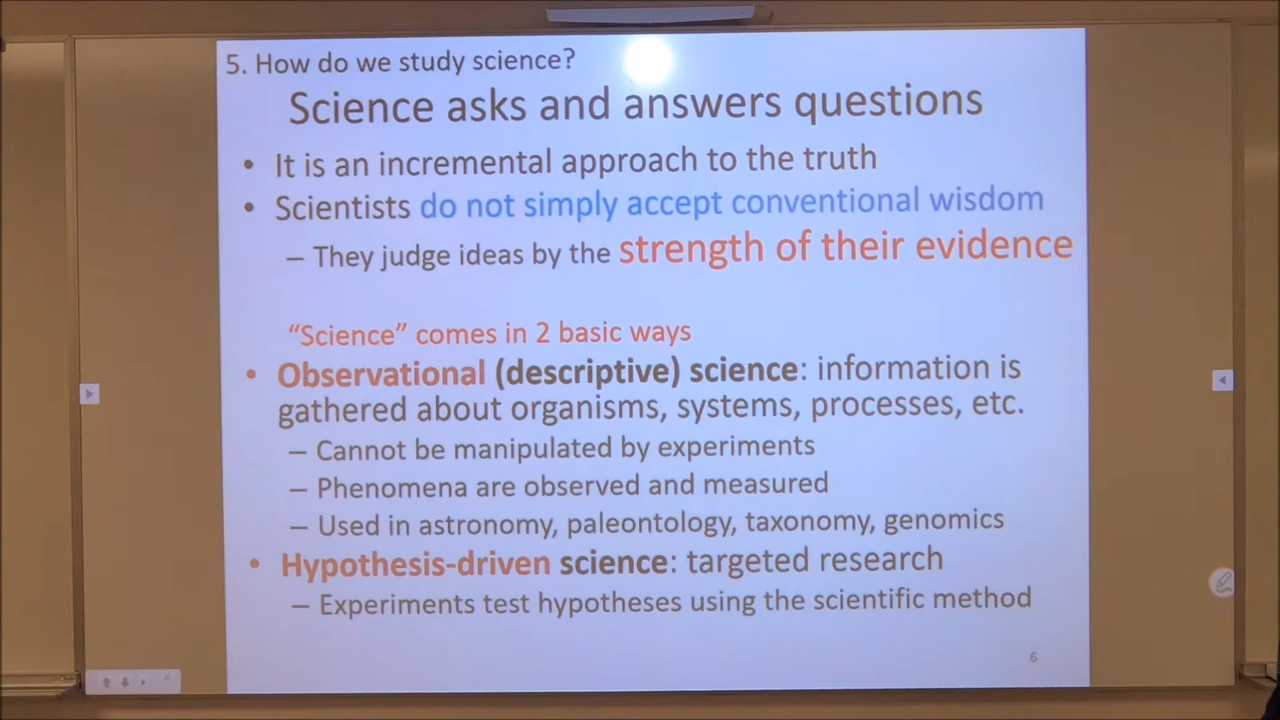 5. How do we study science?
Science asks and answers questions
• It is an incremental approach to the truth
• Scientists do not simply accept conventional wisdom
– They judge ideas by the strength of their evidence
“Science” comes in 2 basic ways
• Observational (descriptive) science: information is
gathered about organisms, systems, processes, etc.
– Cannot be manipulated by experiments
– Phenomena are observed and measured
– Used in astronomy, paleontology, taxonomy, genomics
• Hypothesis-driven science: targeted research
– Experiments test hypotheses using the scientific method
6